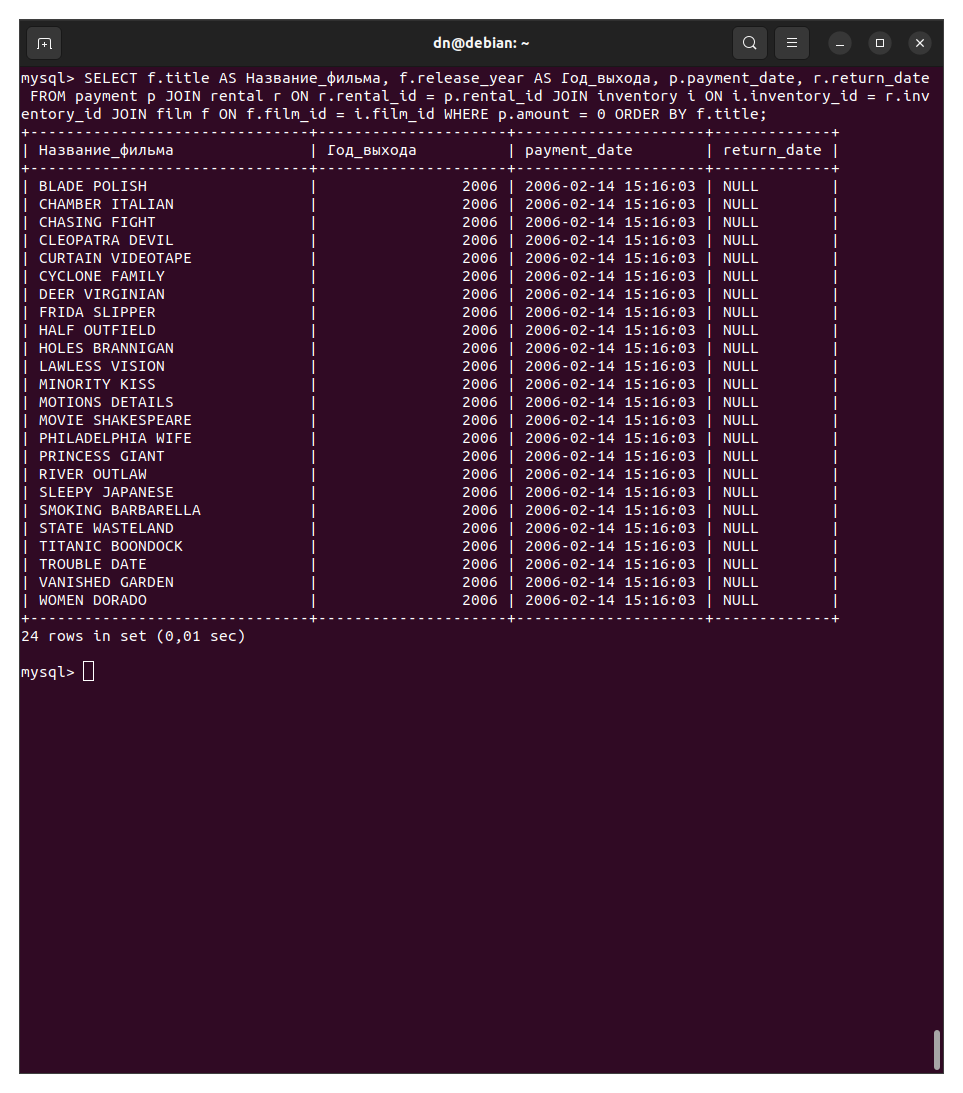 dn@debian: ~
mysql> SELECT f.title AS Название_фильма, f.release_year AS Год_выхода, p.payment_date, r.return_date
FROM payment p JOIN rental r ON r.rental_id = p.rental_id JOIN inventory i ON i.inventory_id = r.inv
entory_id JOIN film f ON f.film_id = i.film_id WHERE p.amount = 0 ORDER BY f.title;
+-------------------------------+---------------------+---------------------+-------------+
| Название_фильма | Год_выхода | payment_date | return_date |
+-------------------------------+---------------------+---------------------+-------------+
| BLADE POLISH | 2006 | 2006-02-14 15:16:03 | NULL |
| CHAMBER ITALIAN | 2006 | 2006-02-14 15:16:03 | NULL |
| CHASING FIGHT | 2006 | 2006-02-14 15:16:03 | NULL |
| CLEOPATRA DEVIL | 2006 | 2006-02-14 15:16:03 | NULL |
| CURTAIN VIDEOTAPE | 2006 | 2006-02-14 15:16:03 | NULL |
| CYCLONE FAMILY | 2006 | 2006-02-14 15:16:03 | NULL |
| DEER VIRGINIAN | 2006 | 2006-02-14 15:16:03 | NULL |
| FRIDA SLIPPER | 2006 | 2006-02-14 15:16:03 | NULL |
| HALF OUTFIELD | 2006 | 2006-02-14 15:16:03 | NULL |
| HOLES BRANNIGAN | 2006 | 2006-02-14 15:16:03 | NULL |
| LAWLESS VISION | 2006 | 2006-02-14 15:16:03 | NULL |
| MINORITY KISS | 2006 | 2006-02-14 15:16:03 | NULL |
| MOTIONS DETAILS | 2006 | 2006-02-14 15:16:03 | NULL |
| MOVIE SHAKESPEARE | 2006 | 2006-02-14 15:16:03 | NULL |
| PHILADELPHIA WIFE | 2006 | 2006-02-14 15:16:03 | NULL |
| PRINCESS GIANT | 2006 | 2006-02-14 15:16:03 | NULL |
| RIVER OUTLAW | 2006 | 2006-02-14 15:16:03 | NULL |
| SLEEPY JAPANESE | 2006 | 2006-02-14 15:16:03 | NULL |
| SMOKING BARBARELLA | 2006 | 2006-02-14 15:16:03 | NULL |
| STATE WASTELAND | 2006 | 2006-02-14 15:16:03 | NULL |
| TITANIC BOONDOCK | 2006 | 2006-02-14 15:16:03 | NULL |
| TROUBLE DATE | 2006 | 2006-02-14 15:16:03 | NULL |
| VANISHED GARDEN | 2006 | 2006-02-14 15:16:03 | NULL |
| WOMEN DORADO | 2006 | 2006-02-14 15:16:03 | NULL |
+-------------------------------+---------------------+---------------------+-------------+
24 rows in set (0,01 sec)
mysql>